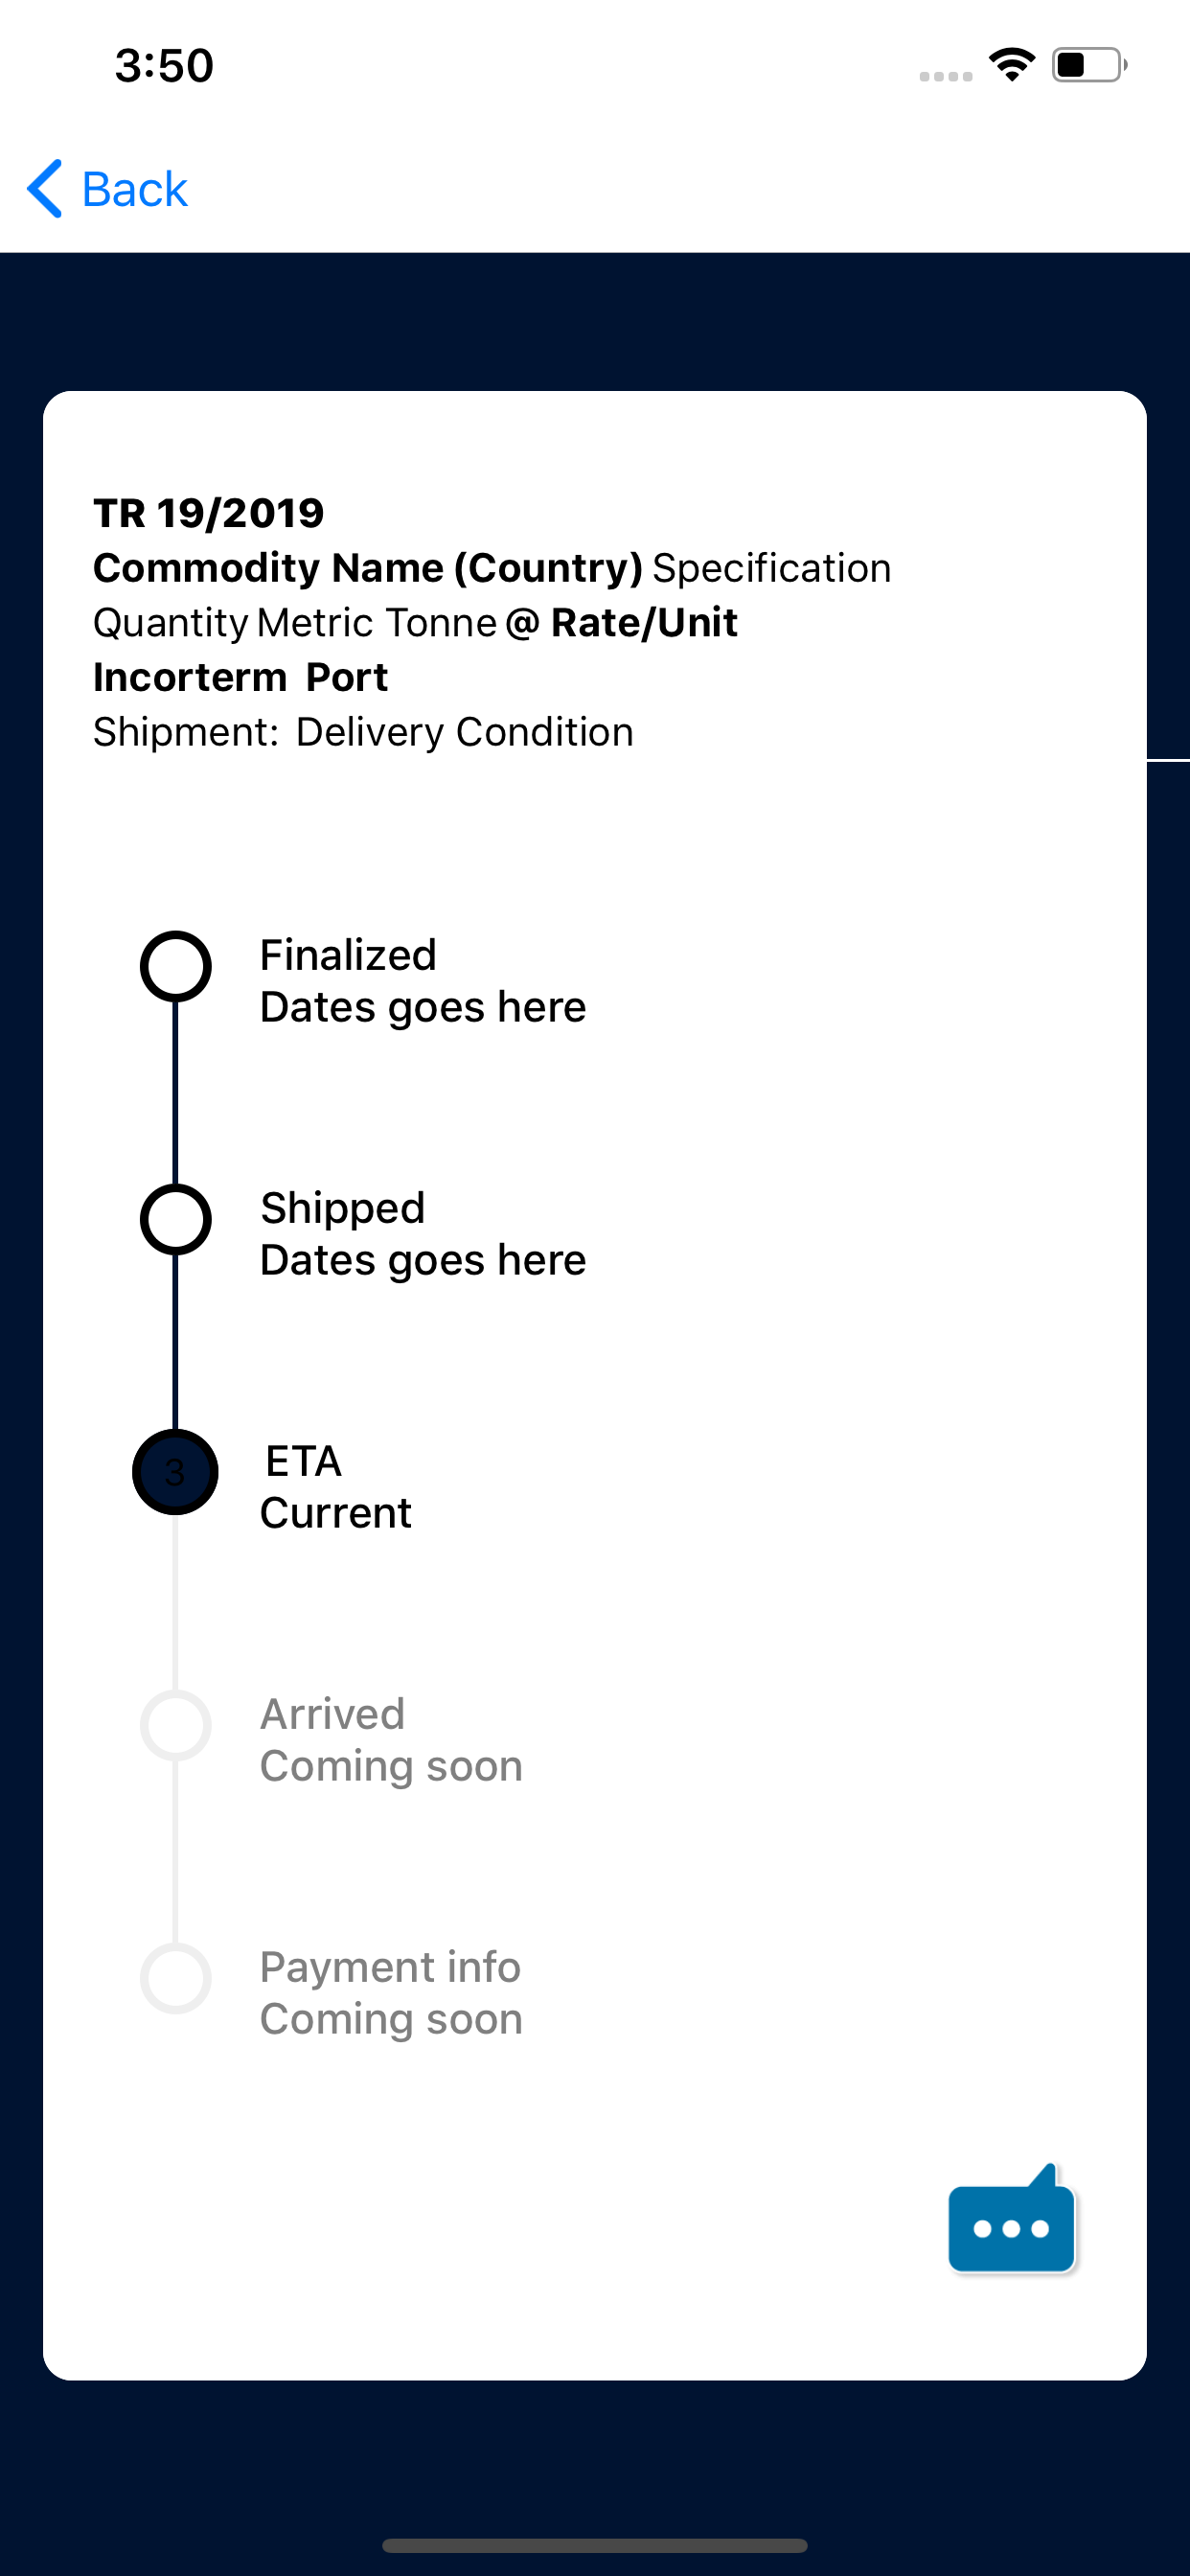 3:50
Back
TR 19/2019
Commodity Name (Country) Specification
Quantity Metric Tonne @ Rate/Unit
Incorterm Port
Shipment: Delivery Condition
Finalized
Dates goes here
Shipped
Dates goes here
3
ETA
Current
Arrived
Coming soon
Payment info
Coming soon